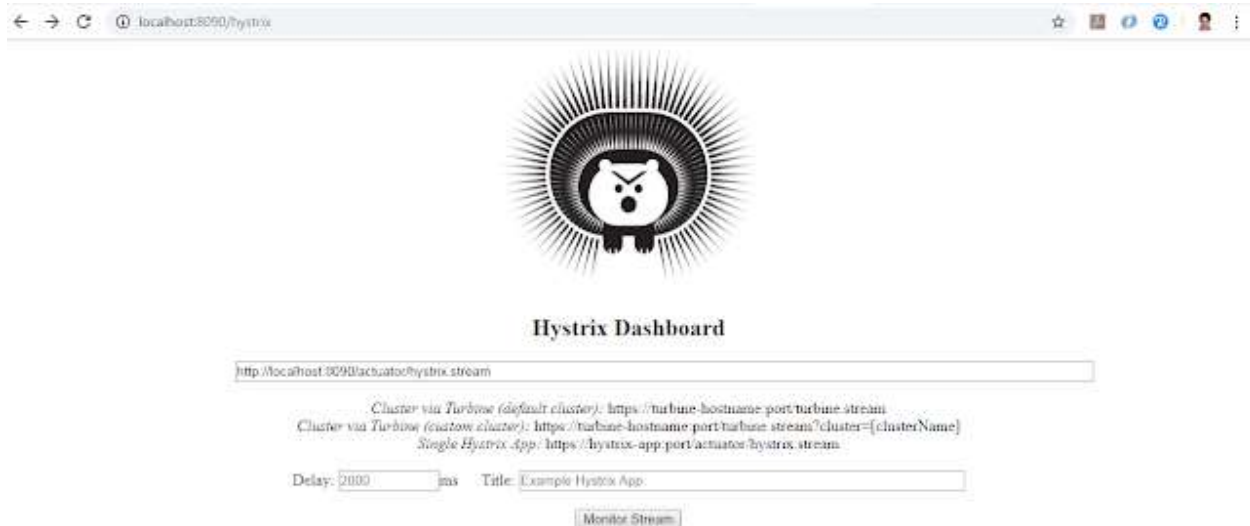 localhost:8090/hystrix
Hystrix Dashboard
http://localhost:8090/actuator/hystrix.stream
Cluster via Turbine (default cluster): https://turbine-hostname:port/turbine.stream
Cluster via Turbine (custom cluster): https://turbine-hostname:port/turbine.stream?cluster=[clusterName]
Single Hystrix App: https://hystrix-app:port/actuator/hystrix.stream
Delay: 2000 ms Title: Example Hystrix App
Monitor Stream